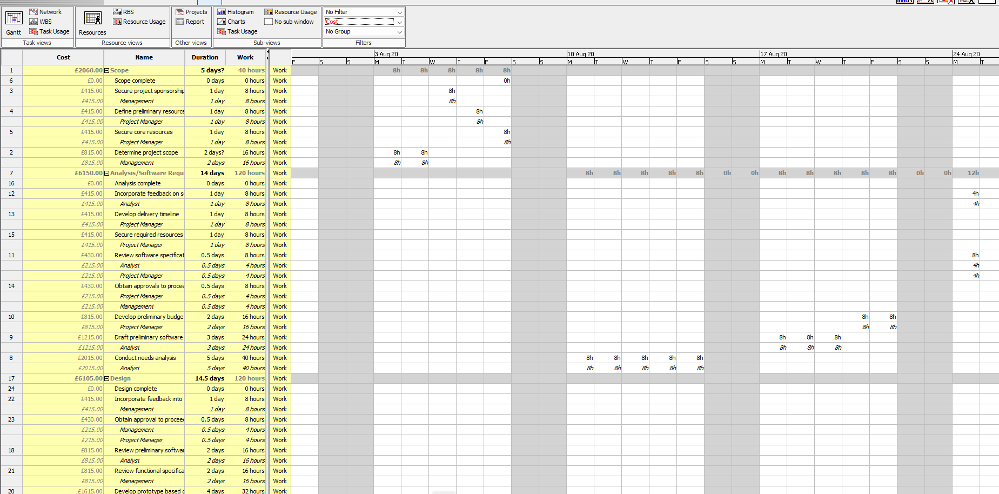 Network
WBS
Task Usage
Gantt
Task views
RBS
Resource Usage
Resources
Resource views
Projects
Report
Other views
Histogram
Charts
Task Usage
Resource Usage
No sub window
Sub-views
No Filter
Cost
No Group
Filters
Cost Name Duration Work 3 Aug 20 10 Aug 20 17 Aug 20 24 Aug 20
F S S M T W T F S S M T W T F S S M T W T F S S M T
1 £2060.00 Scope 5 days? 40 hours Work 8h 8h 8h 8h 8h
6 £0.00 Scope complete 0 days 0 hours Work 0h
3 £415.00 Secure project sponsorship 1 day 8 hours Work 8h
£415.00 Management 1 day 8 hours Work 8h
4 £415.00 Define preliminary resource 1 day 8 hours Work 8h
£415.00 Project Manager 1 day 8 hours Work 8h
5 £415.00 Secure core resources 1 day 8 hours Work 8h
£415.00 Project Manager 1 day 8 hours Work 8h
2 £815.00 Determine project scope 2 days? 16 hours Work 8h 8h
£815.00 Management 2 days 16 hours Work 8h 8h
7 £6150.00 Analysis/Software Requ 14 days 120 hours Work 8h 8h 8h 8h 8h 0h 0h 8h 8h 8h 8h 8h 0h 0h 12h
16 £0.00 Analysis complete 0 days 0 hours Work
12 £415.00 Incorporate feedback on s 1 day 8 hours Work 4h
£415.00 Analyst 1 day 8 hours Work 4h
13 £415.00 Develop delivery timeline 1 day 8 hours Work
£415.00 Project Manager 1 day 8 hours Work
15 £415.00 Secure required resources 1 day 8 hours Work
£415.00 Project Manager 1 day 8 hours Work
11 £430.00 Review software specificat 0.5 days 8 hours Work 8h
£215.00 Analyst 0.5 days 4 hours Work 4h
£215.00 Project Manager 0.5 days 4 hours Work 4h
14 £430.00 Obtain approvals to procee 0.5 days 8 hours Work
£215.00 Project Manager 0.5 days 4 hours Work
£215.00 Management 0.5 days 4 hours Work
10 £815.00 Develop preliminary budge 2 days 16 hours Work 8h 8h
£815.00 Project Manager 2 days 16 hours Work 8h 8h
9 £1215.00 Draft preliminary software 3 days 24 hours Work 8h 8h 8h
£1215.00 Analyst 3 days 24 hours Work 8h 8h 8h
8 £2015.00 Conduct needs analysis 5 days 40 hours Work 8h 8h 8h 8h 8h
£2015.00 Analyst 5 days 40 hours Work 8h 8h 8h 8h 8h
17 £6105.00 Design 14.5 days 120 hours Work
24 £0.00 Design complete 0 days 0 hours Work
22 £415.00 Incorporate feedback into 1 day 8 hours Work
£415.00 Management 1 day 8 hours Work
23 £430.00 Obtain approval to proceed 0.5 days 8 hours Work
£215.00 Management 0.5 days 4 hours Work
£215.00 Project Manager 0.5 days 4 hours Work
18 £815.00 Review preliminary softwar 2 days 16 hours Work
£815.00 Analyst 2 days 16 hours Work
21 £815.00 Review functional specifica 2 days 16 hours Work
£815.00 Management 2 days 16 hours Work
20 £1615.00 Develop prototype based 4 days 32 hours Work